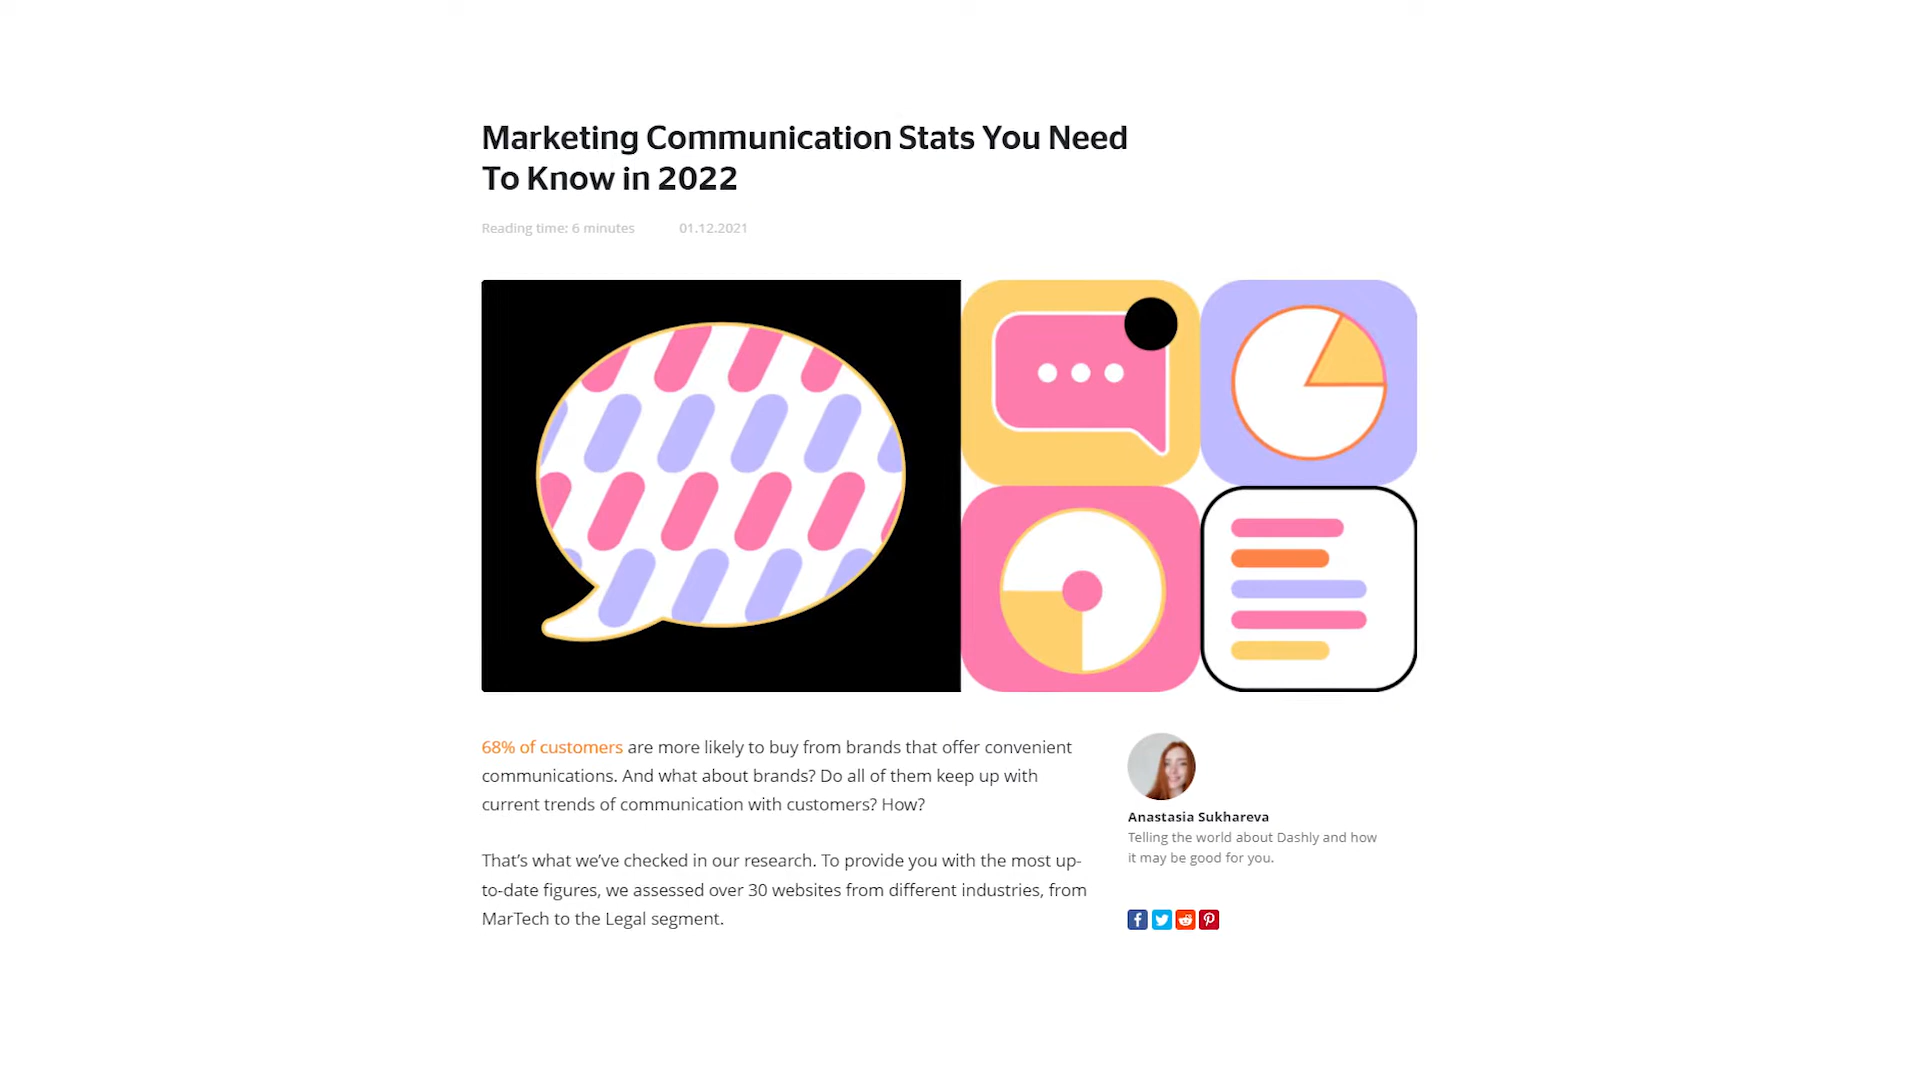 Marketing Communication Stats You Need
To Know in 2022
Reading time: 6 minutes 01.12.2021
68% of customers are more likely to buy from brands that offer convenient
communications. And what about brands? Do all of them keep up with
current trends of communication with customers? How?
That’s what we’ve checked in our research. To provide you with the most up-
to-date figures, we assessed over 30 websites from different industries, from
MarTech to the Legal segment.
Anastasia Sukhareva
Telling the world about Dashly and how
it may be good for you.